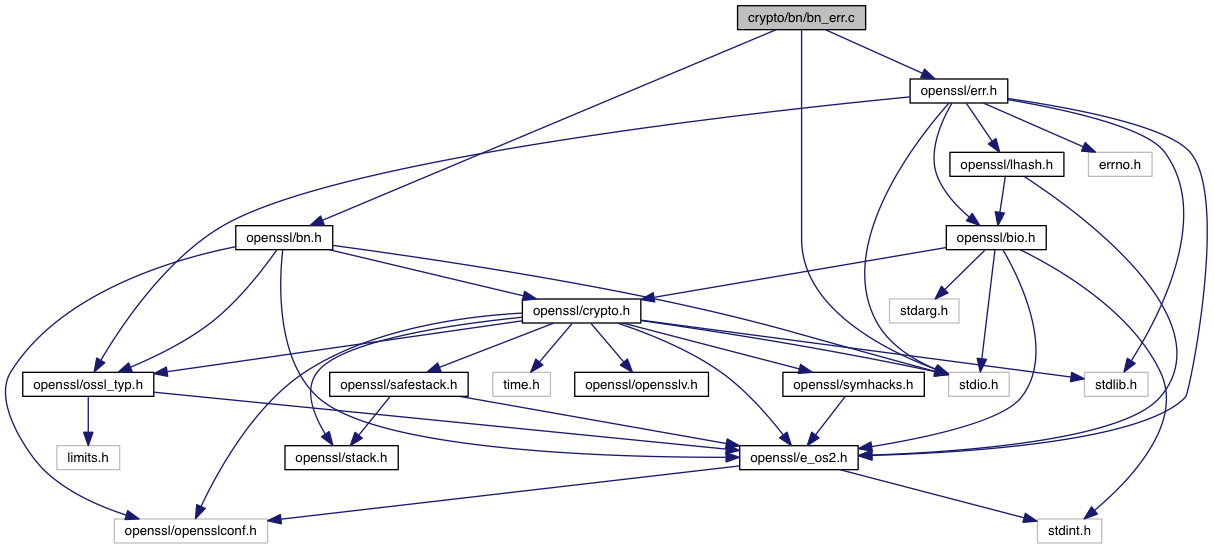 crypto/bn/bn_err.c
openssl/err.h
openssl/lhash.h
errno.h
openssl/bn.h
openssl/bio.h
openssl/crypto.h
stdarg.h
openssl/ossl_typ.h
openssl/safestack.h
time.h
openssl/opensslv.h
openssl/symhacks.h
stdio.h
stdlib.h
limits.h
openssl/stack.h
openssl/e_os2.h
openssl/opensslconf.h
stdint.h